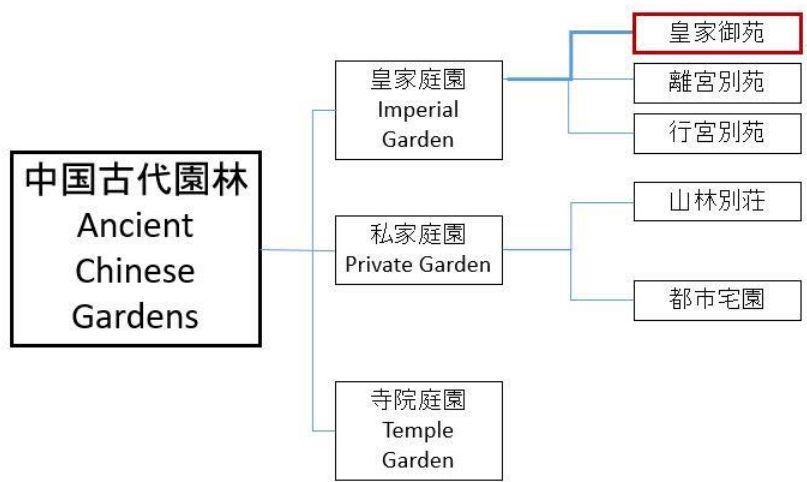 中国古代園林
Ancient
Chinese
Gardens
皇家庭園
Imperial
Garden
私家庭園
Private Garden
寺院庭園
Temple
Garden
皇家御苑
離宮別苑
行宮別苑
山林別荘
都市宅園